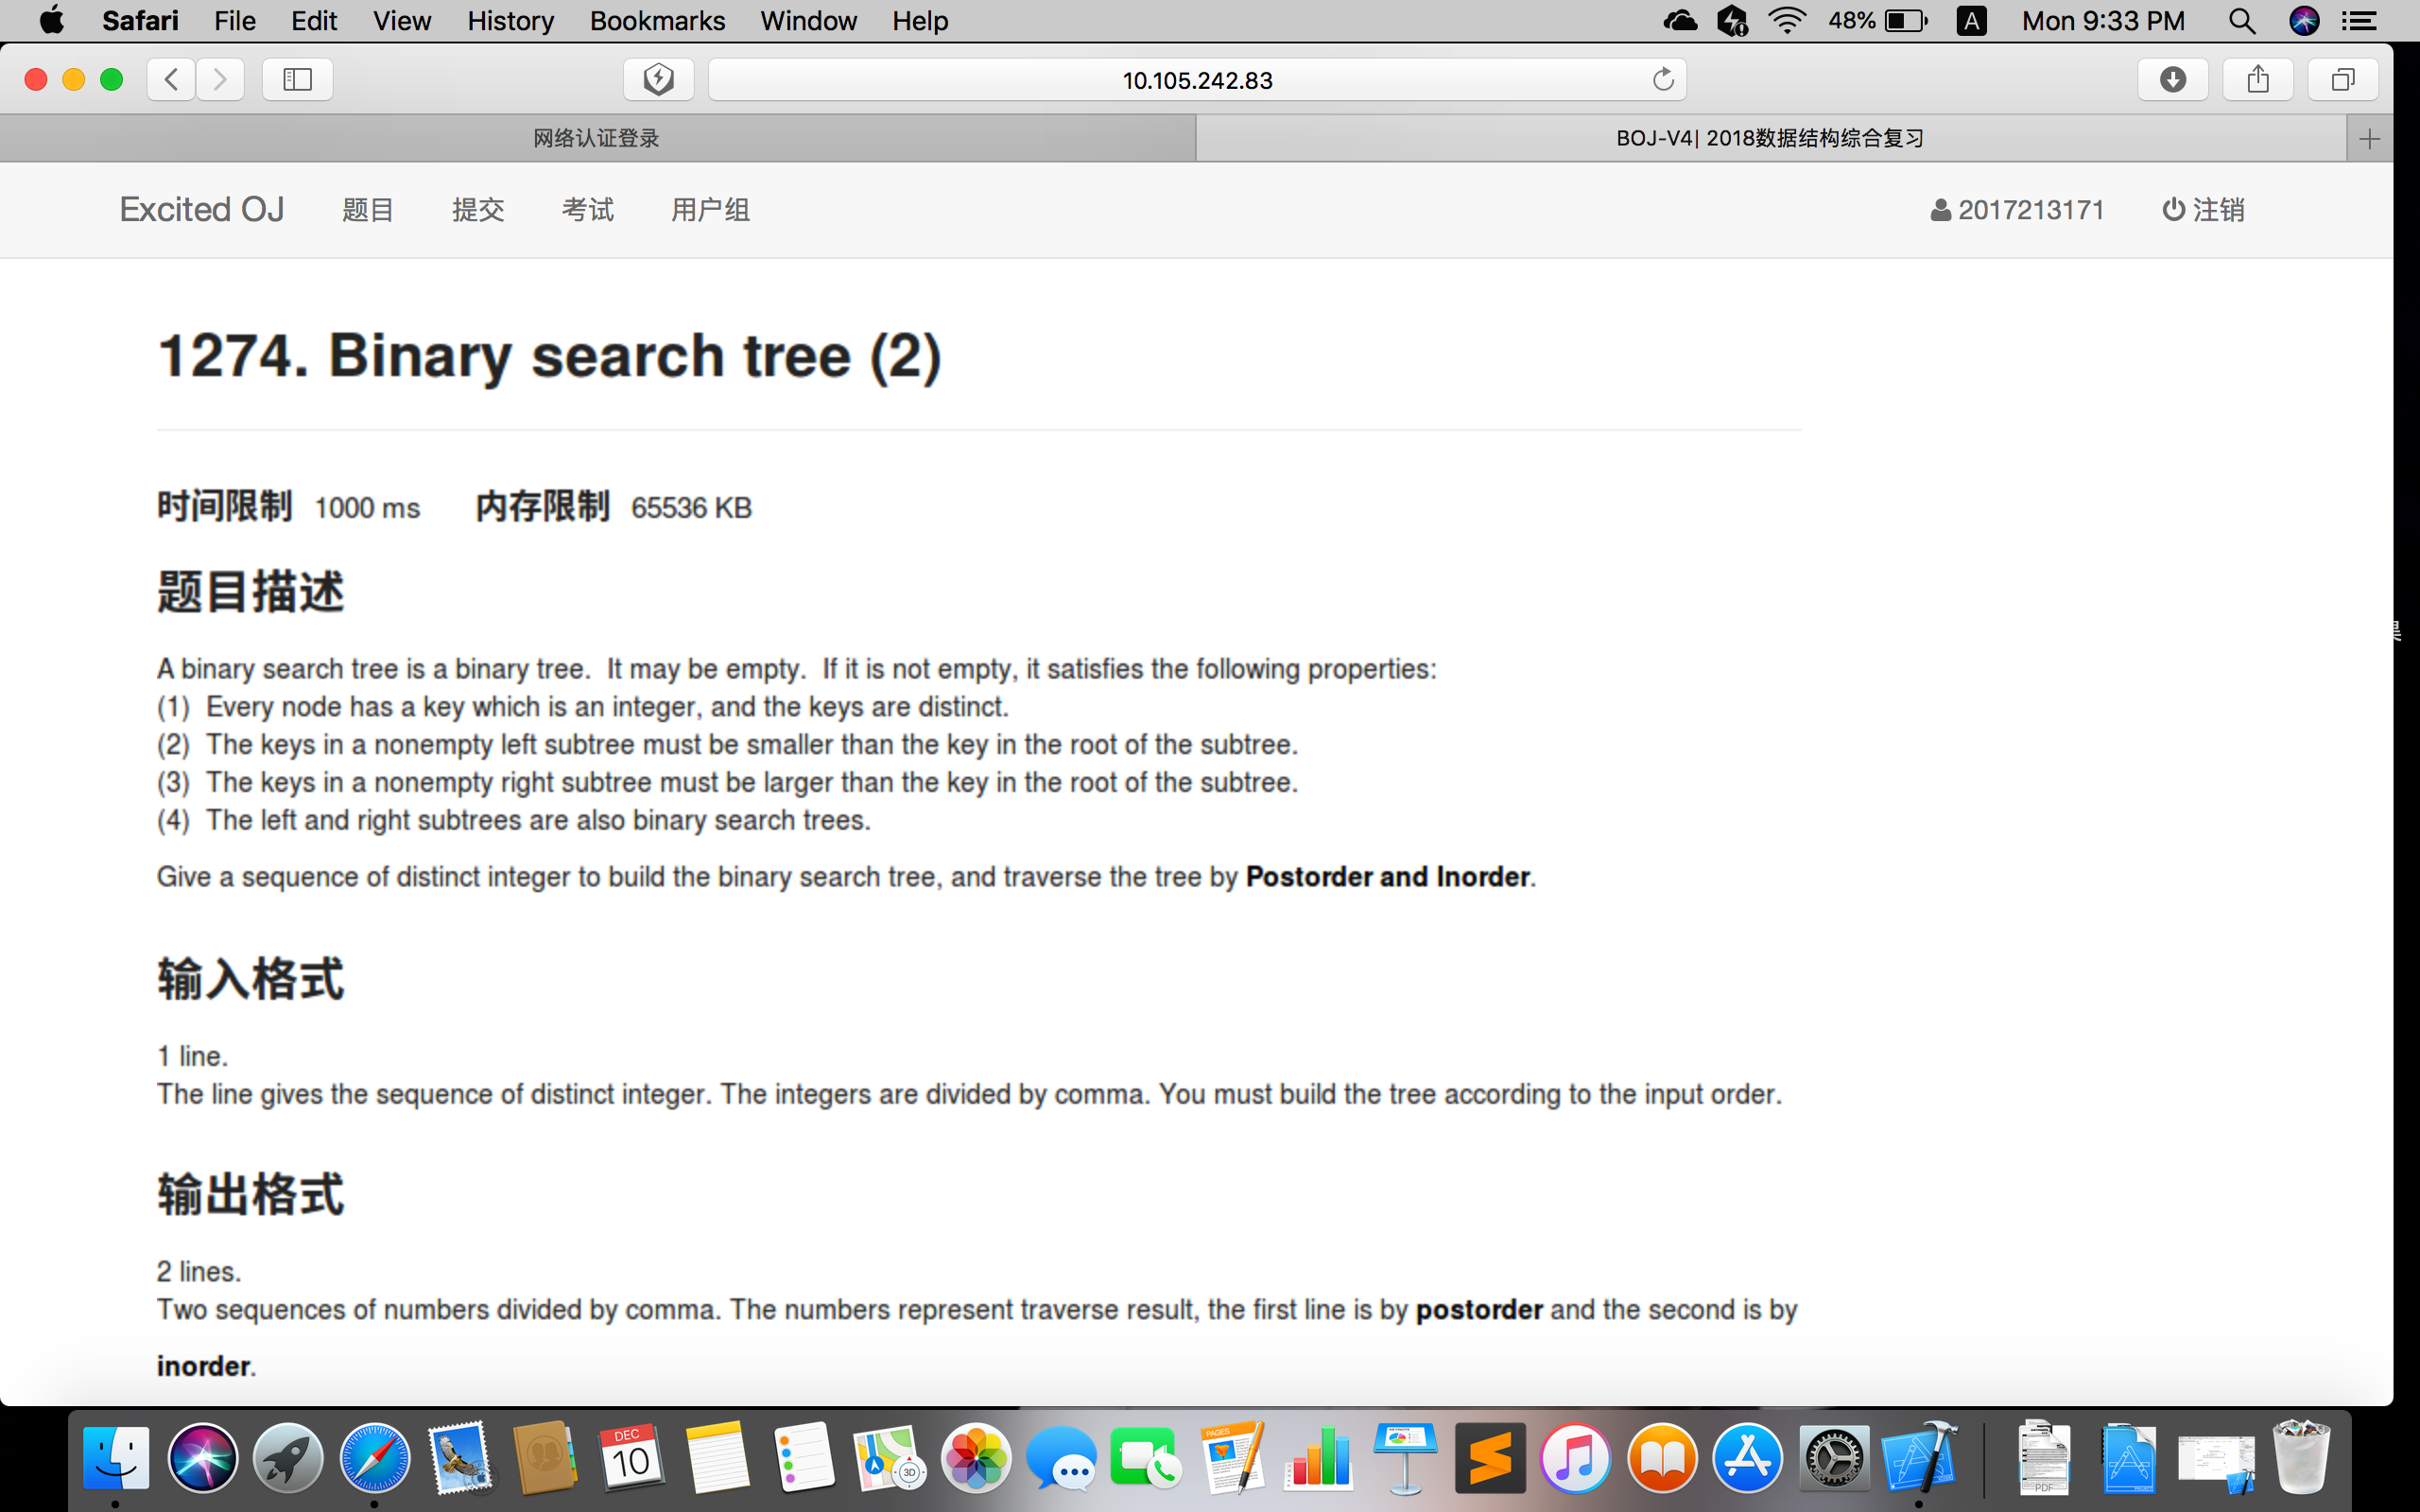 Safari File Edit View History Bookmarks Window Help 48% A Mon 9:33 PM
10.105.242.83
网络认证登录 BOJ-V4| 2018数据结构综合复习
Excited OJ 题目 提交 考试 用户组 2017213171 注销
1274. Binary search tree (2)
时间限制 1000 ms 内存限制 65536 KB
题目描述
A binary search tree is a binary tree. It may be empty. If it is not empty, it satisfies the following properties:
(1) Every node has a key which is an integer, and the keys are distinct.
(2) The keys in a nonempty left subtree must be smaller than the key in the root of the subtree.
(3) The keys in a nonempty right subtree must be larger than the key in the root of the subtree.
(4) The left and right subtrees are also binary search trees.
Give a sequence of distinct integer to build the binary search tree, and traverse the tree by Postorder and Inorder.
输入格式
1 line.
The line gives the sequence of distinct integer. The integers are divided by comma. You must build the tree according to the input order.
输出格式
2 lines.
Two sequences of numbers divided by comma. The numbers represent traverse result, the first line is by postorder and the second is by
inorder.
DEC
10
3D
PAGES
PDF